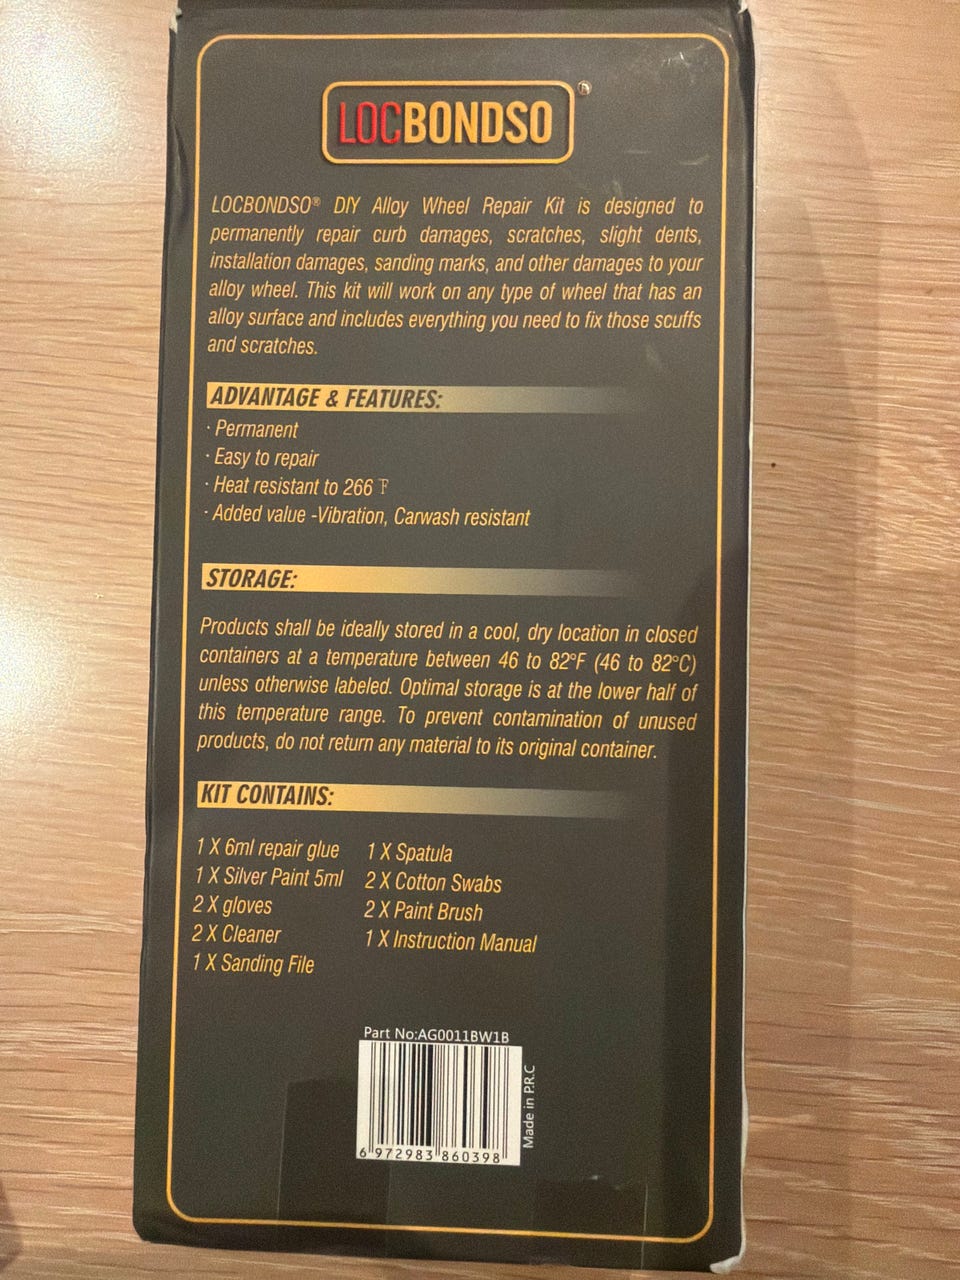 LOCBONDSO®
LOCBONDSO® DIY Alloy Wheel Repair Kit is designed to
permanently repair curb damages, scratches, slight dents,
installation damages, sanding marks, and other damages to your
alloy wheel. This kit will work on any type of wheel that has an
alloy surface and includes everything you need to fix those scuffs
and scratches.
ADVANTAGE & FEATURES:
· Permanent
· Easy to repair
· Heat resistant to 266 ℉
· Added value -Vibration, Carwash resistant
STORAGE:
Products shall be ideally stored in a cool, dry location in closed
containers at a temperature between 46 to 82°F (46 to 82°C)
unless otherwise labeled. Optimal storage is at the lower half of
this temperature range. To prevent contamination of unused
products, do not return any material to its original container.
KIT CONTAINS:
1 X 6ml repair glue
1 X Silver Paint 5ml
2 X gloves
2 X Cleaner
1 X Sanding File
1 X Spatula
2 X Cotton Swabs
2 X Paint Brush
1 X Instruction Manual
Part No:AG0011BW1B
6 972983 860398
Made in P.R.C